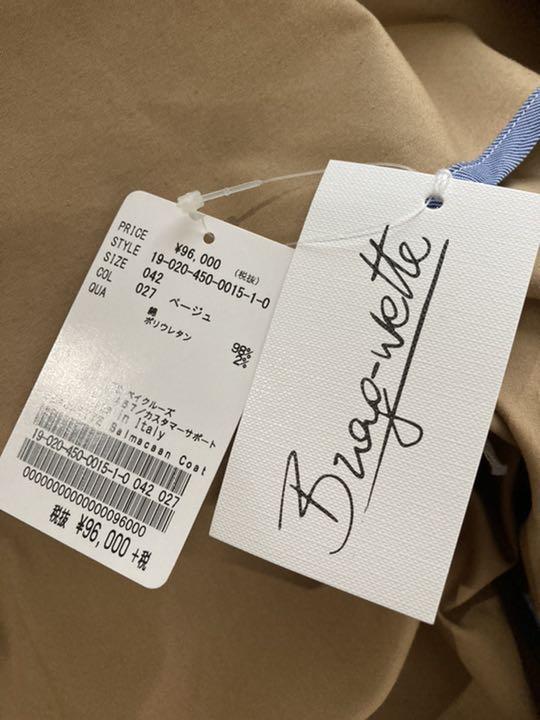 PRICE ¥96,000 (税抜)
STYLE 19-020-450-0015-1-0
SIZE 042
COL 027 ベージュ
QUA
綿 98%
ポリウレタン 2%
ベイクルーズ
/カスタマーサポート
in Italy
Balmacaan Coat
19-020-450-0015-1-0 042 027
0000000000000096000
税抜 ¥96,000 +税
Brag-wette